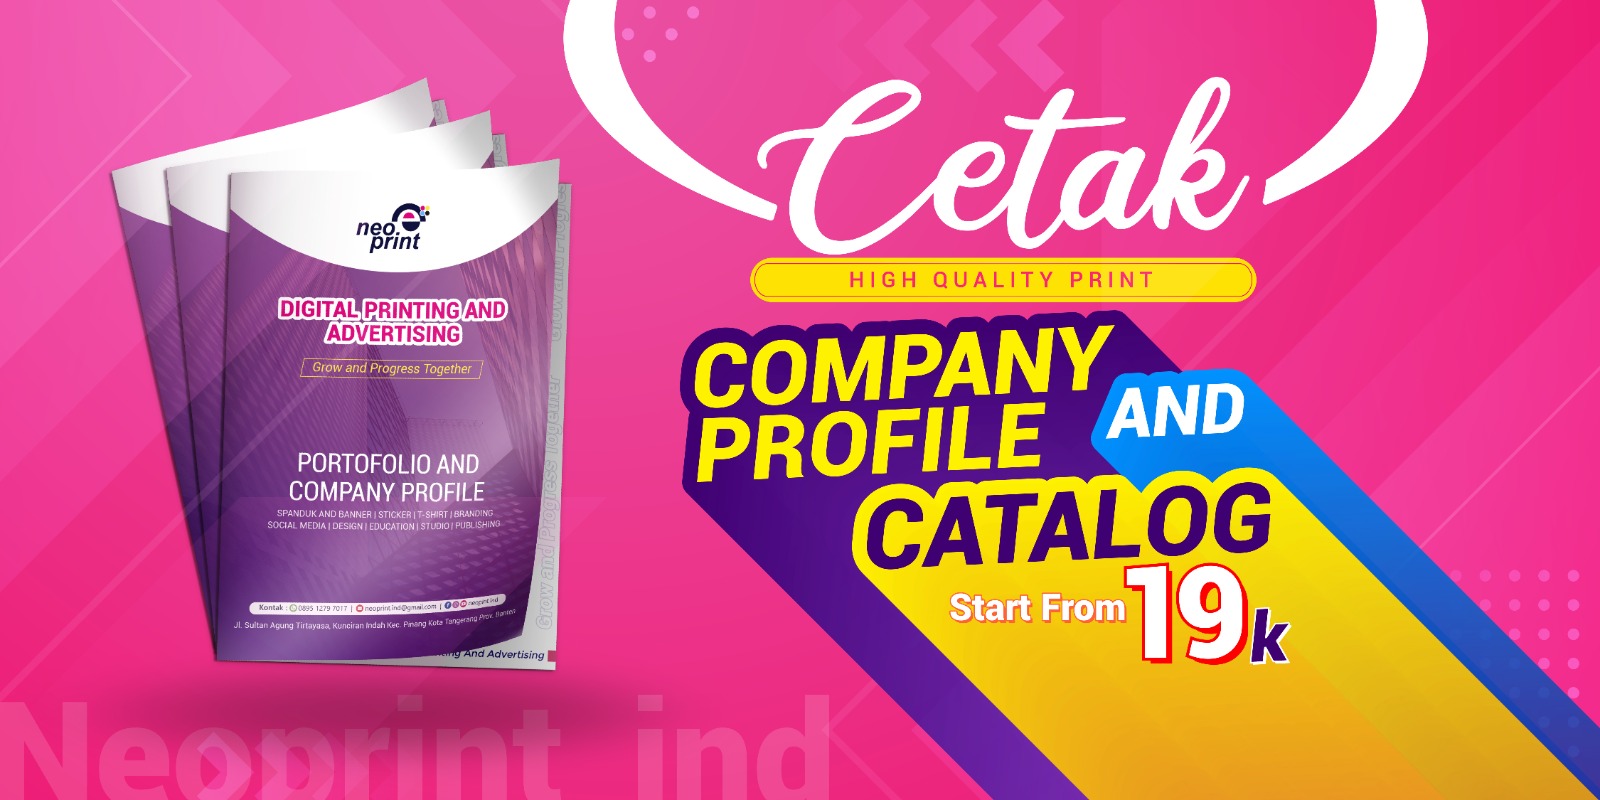 neo
print
DIGITAL PRINTING AND
ADVERTISING
Grow and Progress Together
PORTOFOLIO AND
COMPANY PROFILE
SPANDUK AND BANNER | STICKER | T-SHIRT | BRANDING
SOCIAL MEDIA | DESIGN | EDUCATION | STUDIO | PUBLISHING
Kontak : 0895 1279 7017 | neoprint.ind@gmail.com | neoprint.ind
Jl. Sultan Agung Tirtayasa, Kunciran Indah Kec. Pinang Kota Tangerang Prov. Banten
And Advertising
Grow and Progress Together
Cetak
HIGH QUALITY PRINT
COMPANY
PROFILE
AND
CATALOG
Start From 19k
Neoprint_ind